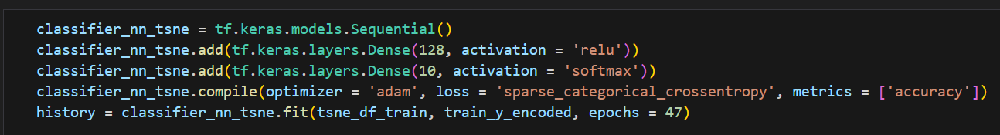 classifier_nn_tsne = tf.keras.models.Sequential()
classifier_nn_tsne.add(tf.keras.layers.Dense(128, activation = 'relu'))
classifier_nn_tsne.add(tf.keras.layers.Dense(10, activation = 'softmax'))
classifier_nn_tsne.compile(optimizer = 'adam', loss = 'sparse_categorical_crossentropy', metrics = ['accuracy'])
history = classifier_nn_tsne.fit(tsne_df_train, train_y_encoded, epochs = 47)